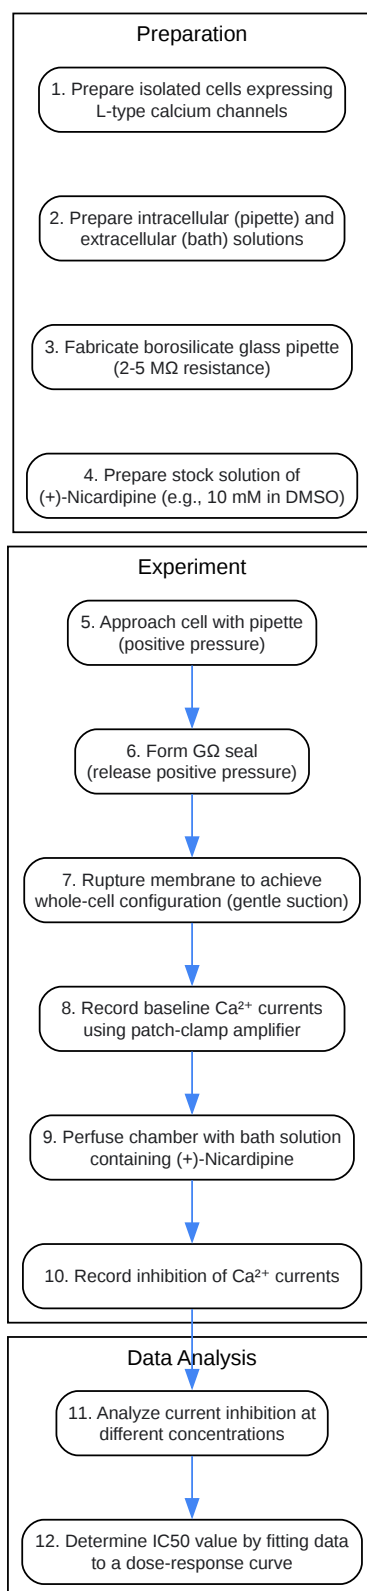 Preparation
1. Prepare isolated cells expressing
L-type calcium channels
2. Prepare intracellular (pipette) and
extracellular (bath) solutions
3. Fabricate borosilicate glass pipette
(2-5 MΩ resistance)
4. Prepare stock solution of
(+)-Nicardipine (e.g., 10 mM in DMSO)
Experiment
5. Approach cell with pipette
(positive pressure)
6. Form GΩ seal
(release positive pressure)
7. Rupture membrane to achieve
whole-cell configuration (gentle suction)
8. Record baseline Ca²⁺ currents
using patch-clamp amplifier
9. Perfuse chamber with bath solution
containing (+)-Nicardipine
10. Record inhibition of Ca²⁺ currents
Data Analysis
11. Analyze current inhibition at
different concentrations
12. Determine IC50 value by fitting data
to a dose-response curve